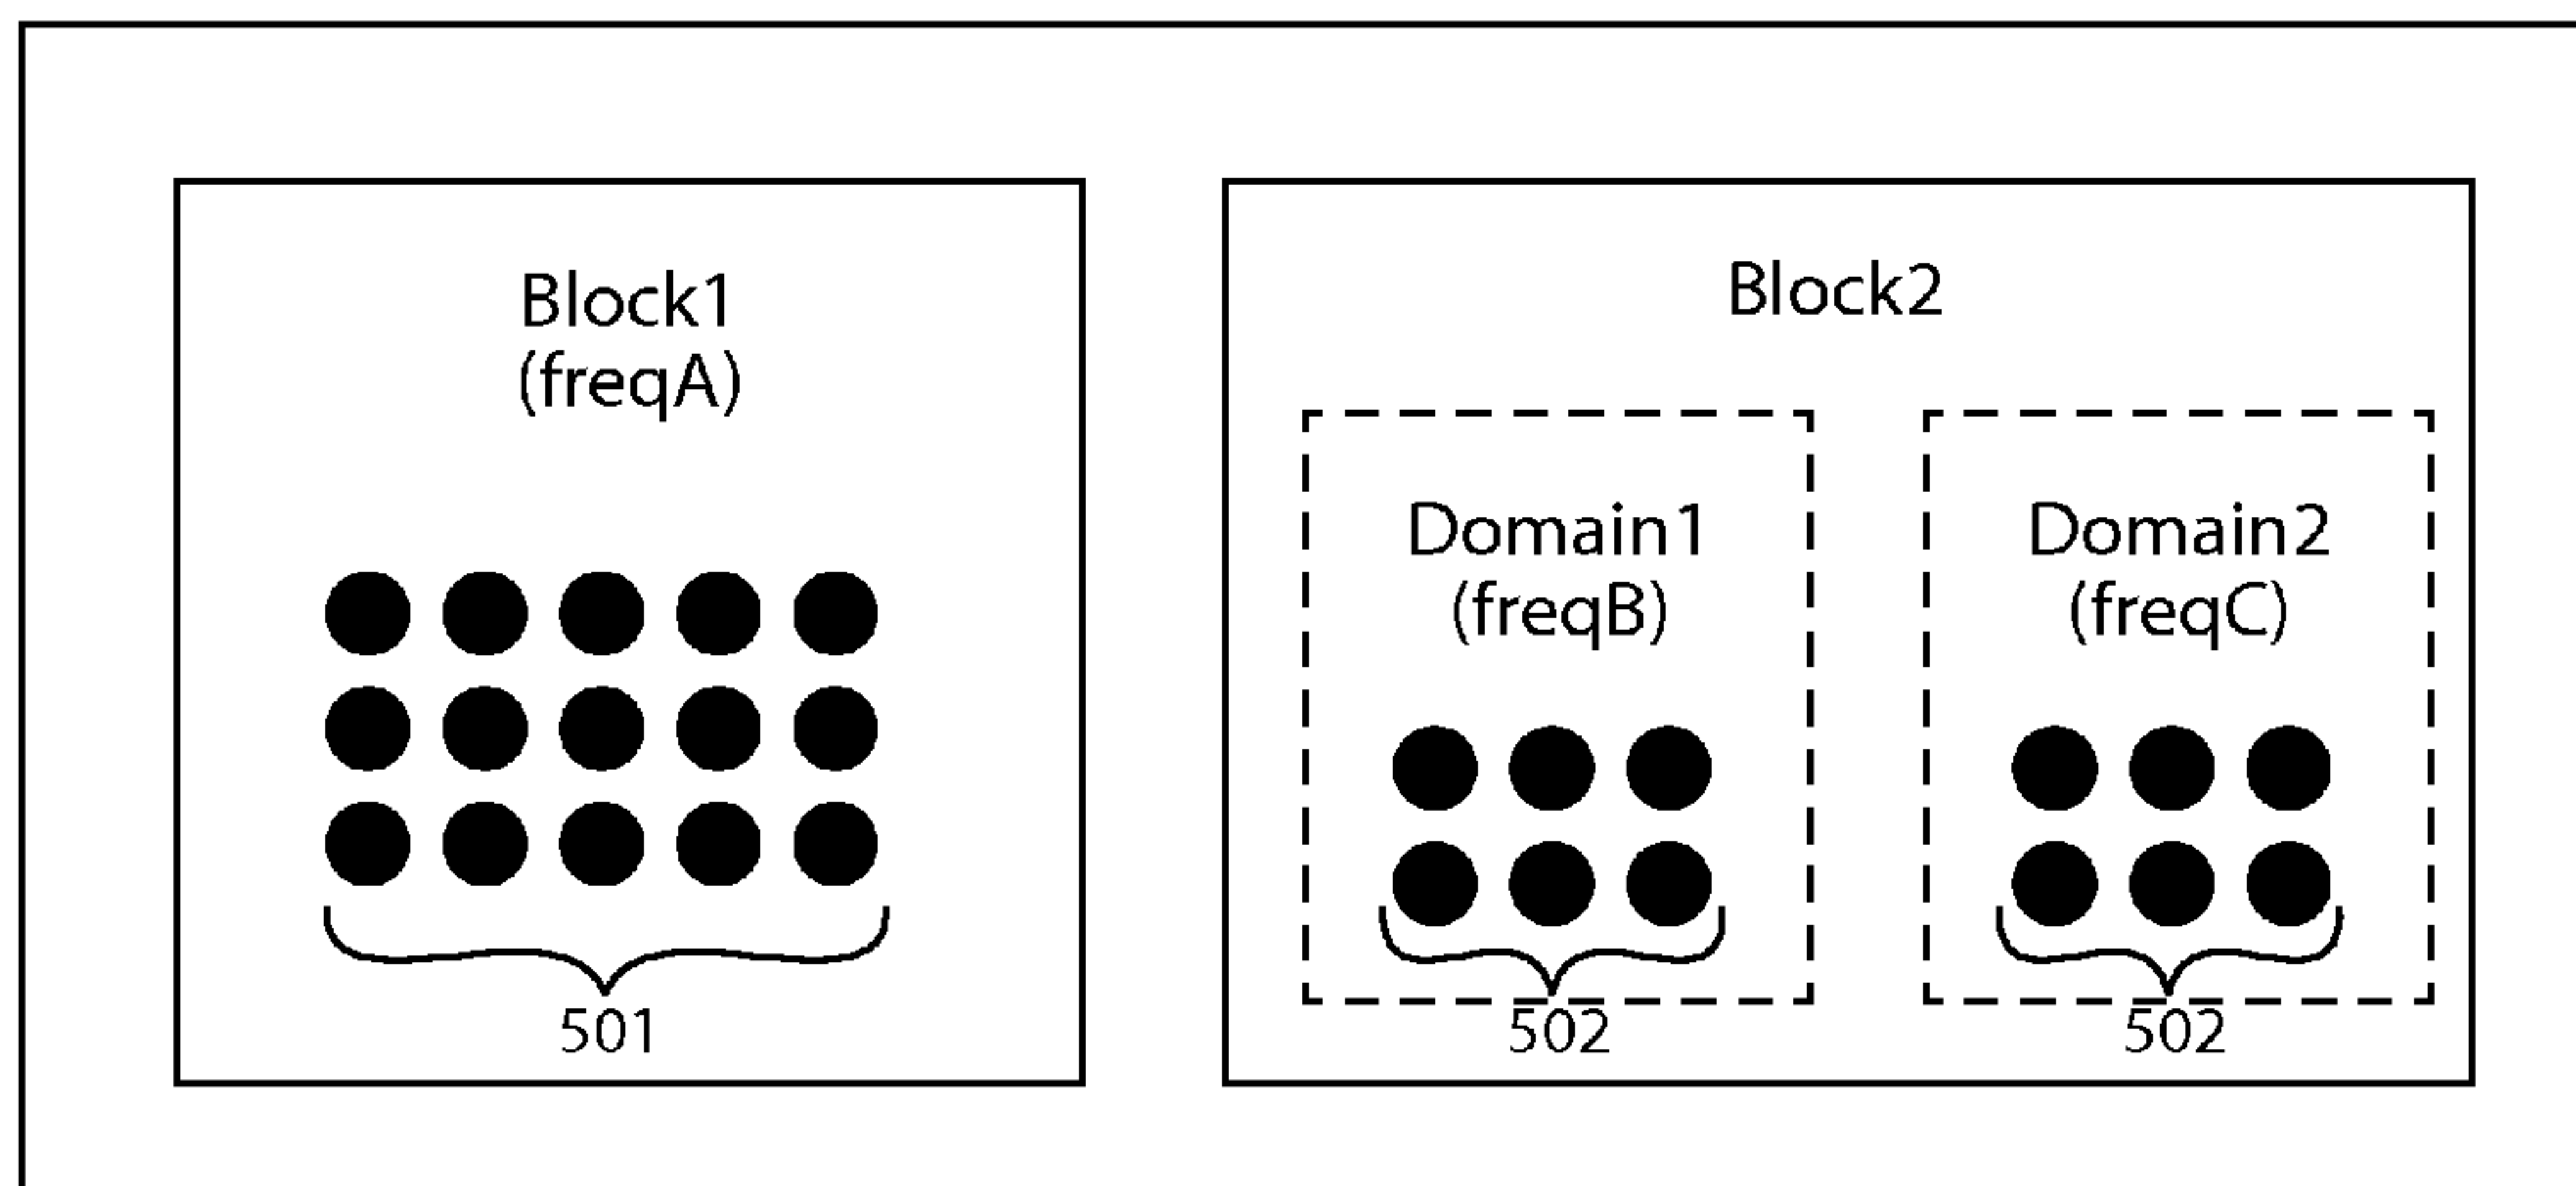 Block1
(freqA)
501
Block2
Domain1
(freqB)
502
Domain2
(freqC)
502